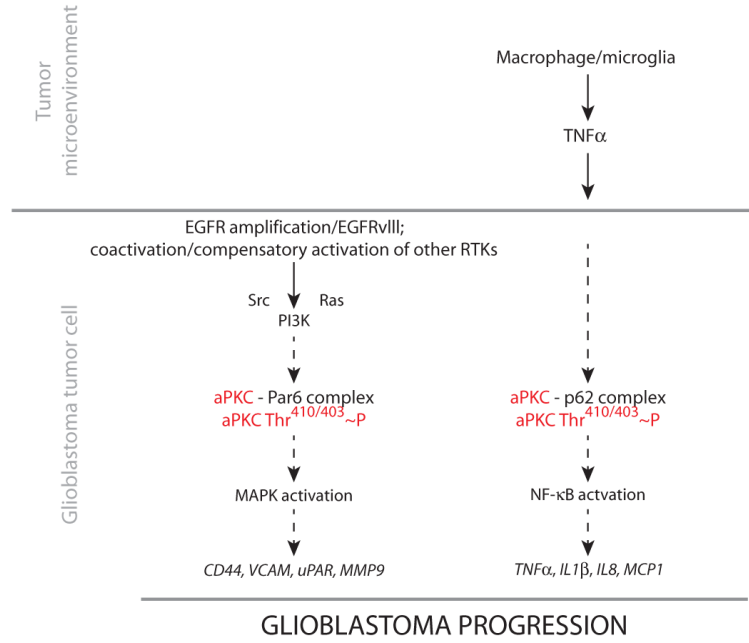 Tumor
microenvironment
Macrophage/microglia
TNFα
Glioblastoma tumor cell
EGFR amplification/EGFRvIII;
coactivation/compensatory activation of other RTKs
Src Ras
PI3K
aPKC - Par6 complex
aPKC Thr410/403~P
MAPK activation
CD44, VCAM, uPAR, MMP9
aPKC - p62 complex
aPKC Thr410/403~P
NF-κB actvation
TNFα, IL1β, IL8, MCP1
GLIOBLASTOMA PROGRESSION